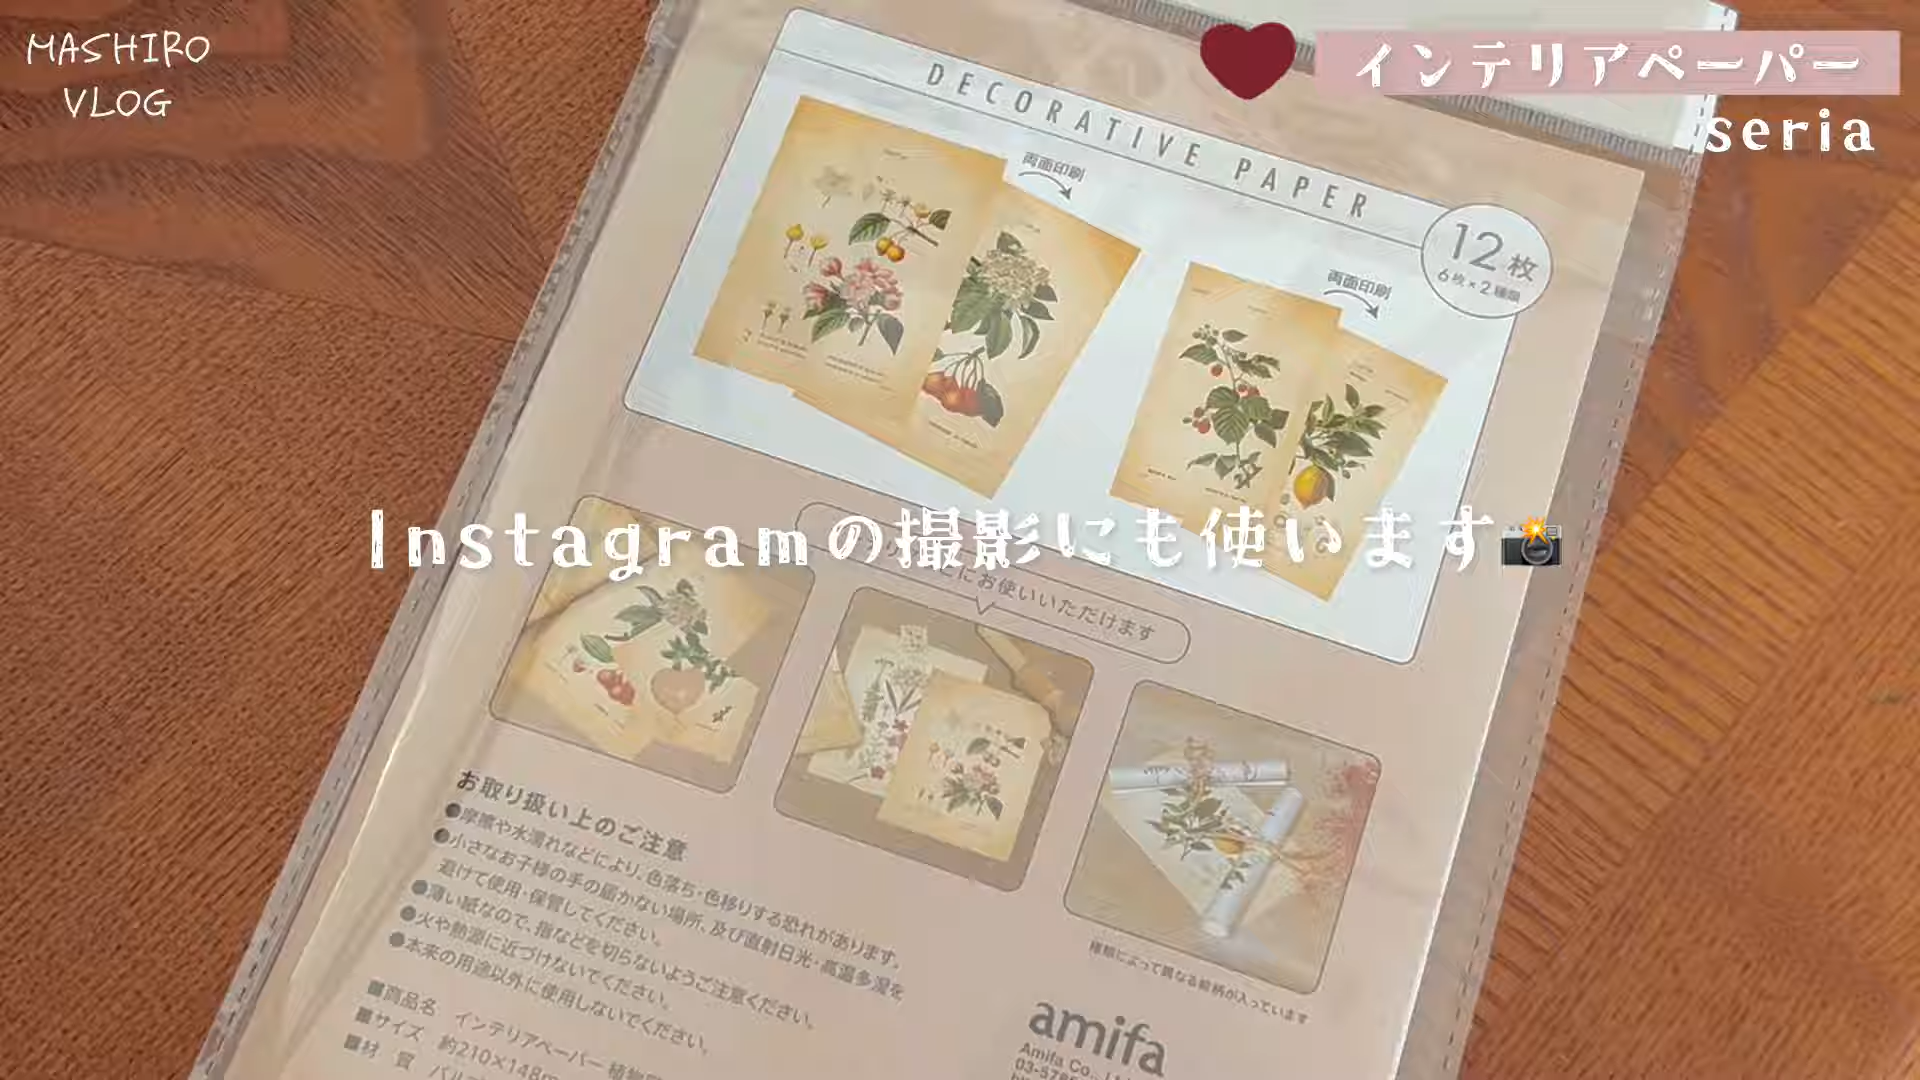 MASHIRO
VLOG
インテリアペーパー
seria
DECORATIVE PAPER
両面印刷
両面印刷
12枚
6枚×2種類
Instagramの撮影にも使います📸
にお使いいただけます
お取り扱い上のご注意
●摩擦や水濡れなどにより、色落ち・色移りする恐れがあります。
●小さなお子様の手の届かない場所、及び直射日光・高温多湿を
避けて使用・保管してください。
●薄い紙なので、指などを切らないようご注意ください。
●火や熱源に近づけないでください。
●本来の用途以外に使用しないでください。
種類によって異なる絵柄が入っています
■商品名 インテリアペーパー 植物
■サイズ 約210×148m
■材 質 パルプ
amifa
Amifa Co., Lt
03-578